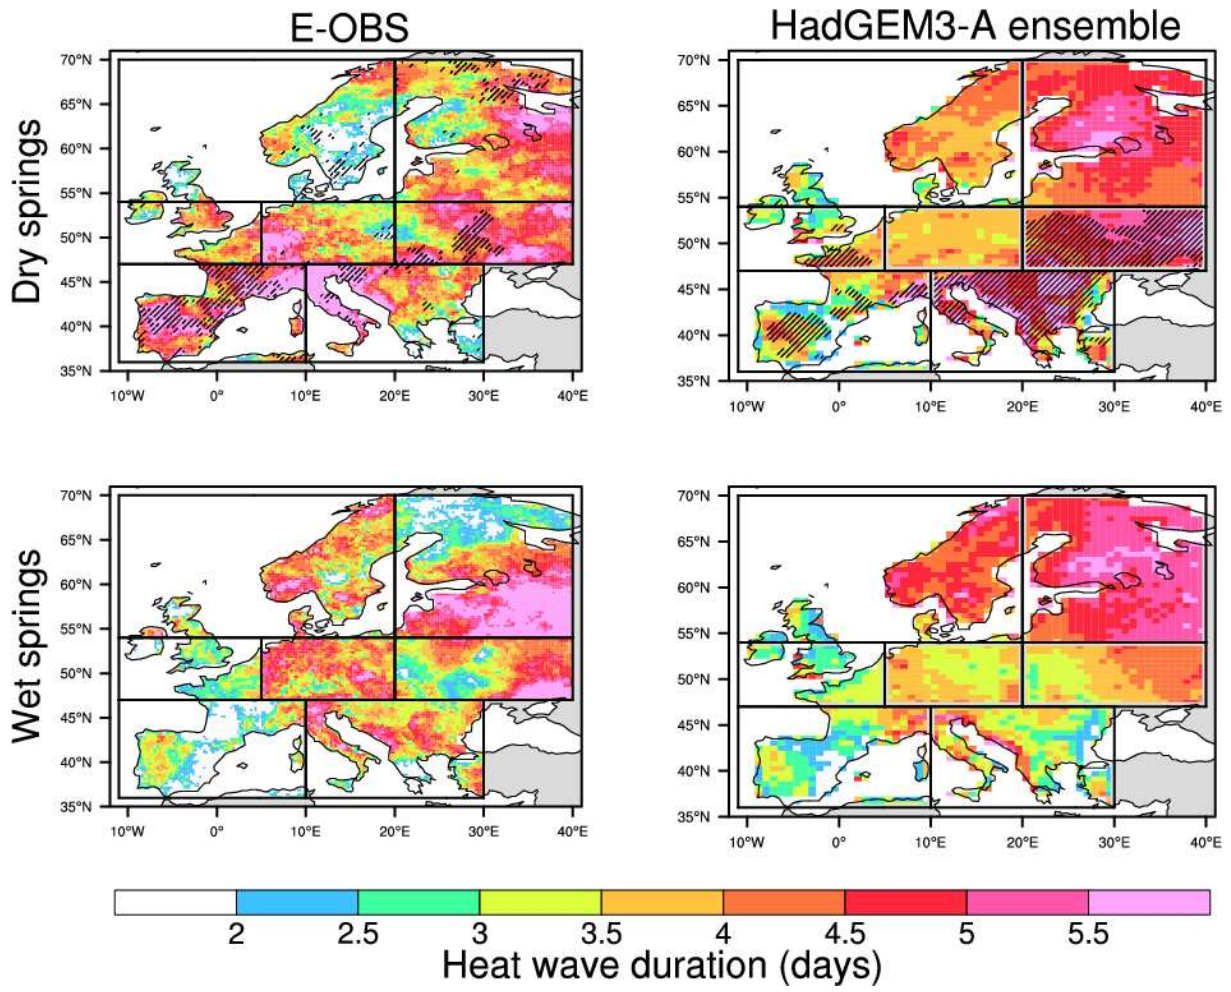 E-OBS
HadGEM3-A ensemble
Dry springs
70°N
65°N
60°N
55°N
50°N
45°N
40°N
35°N
10°W 0° 10°E 20°E 30°E 40°E
70°N
65°N
60°N
55°N
50°N
45°N
40°N
35°N
10°W 0° 10°E 20°E 30°E 40°E
Wet springs
70°N
65°N
60°N
55°N
50°N
45°N
40°N
35°N
10°W 0° 10°E 20°E 30°E 40°E
70°N
65°N
60°N
55°N
50°N
45°N
40°N
35°N
10°W 0° 10°E 20°E 30°E 40°E
2 2.5 3 3.5 4 4.5 5 5.5
Heat wave duration (days)